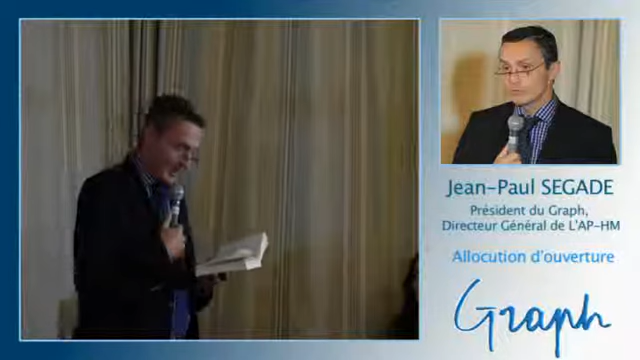 Jean-Paul SEGADE
Président du Graph,
Directeur Général de L'AP-HM
Allocution d'ouverture
Graph